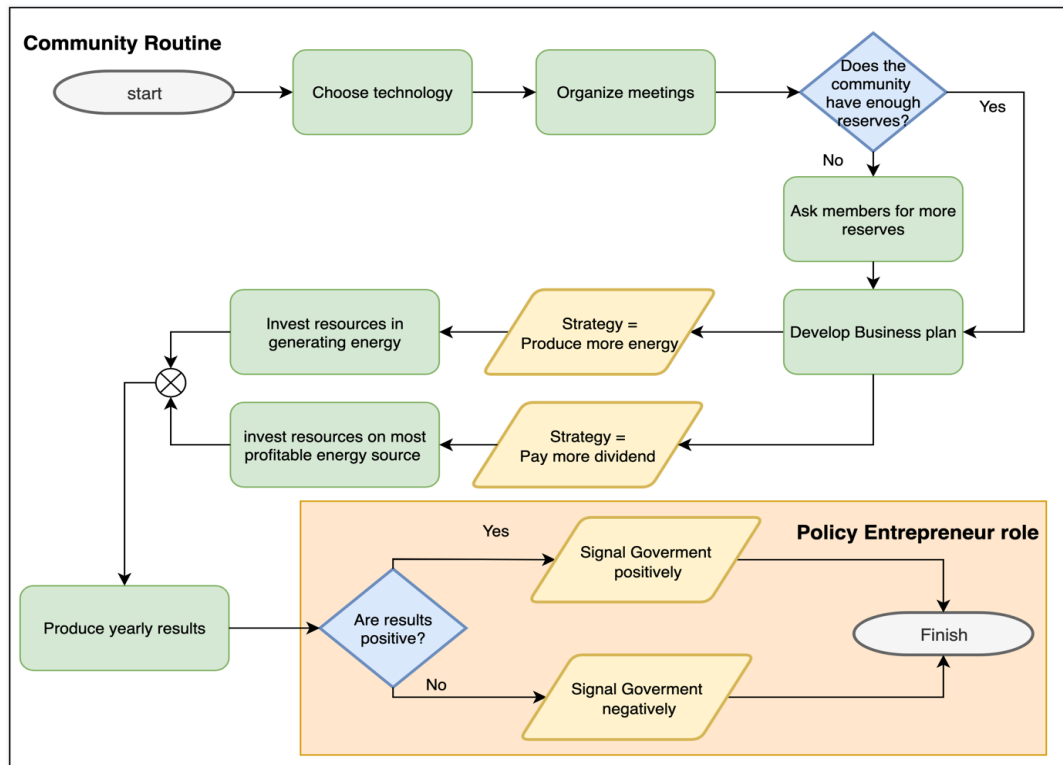 Community Routine
start
Choose technology
Organize meetings
Does the
community
have enough
reserves?
Yes
No
Ask members for more
reserves
Develop Business plan
Strategy =
Produce more energy
Invest resources in
generating energy
Strategy =
Pay more dividend
invest resources on most
profitable energy source
Policy Entrepreneur role
Produce yearly results
Are results
positive?
Yes
Signal Goverment
positively
No
Signal Goverment
negatively
Finish